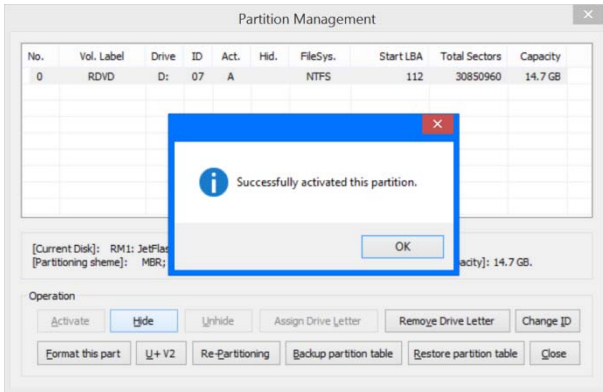 Partition Management
No. Vol. Label Drive ID Act. Hid. FileSys. Start LBA Total Sectors Capacity
0 RDVD D: 07 A NTFS 112 30850960 14.7 GB
Successfully activated this partition.
OK
[Current Disk]: RM1: JetFlas
[Partitioning sheme]: MBR; acity]: 14.7 GB.
Operation
Activate Hide Unhide Assign Drive Letter Remove Drive Letter Change ID
Format this part U+ V2 Re-Partitioning Backup partition table Restore partition table Close